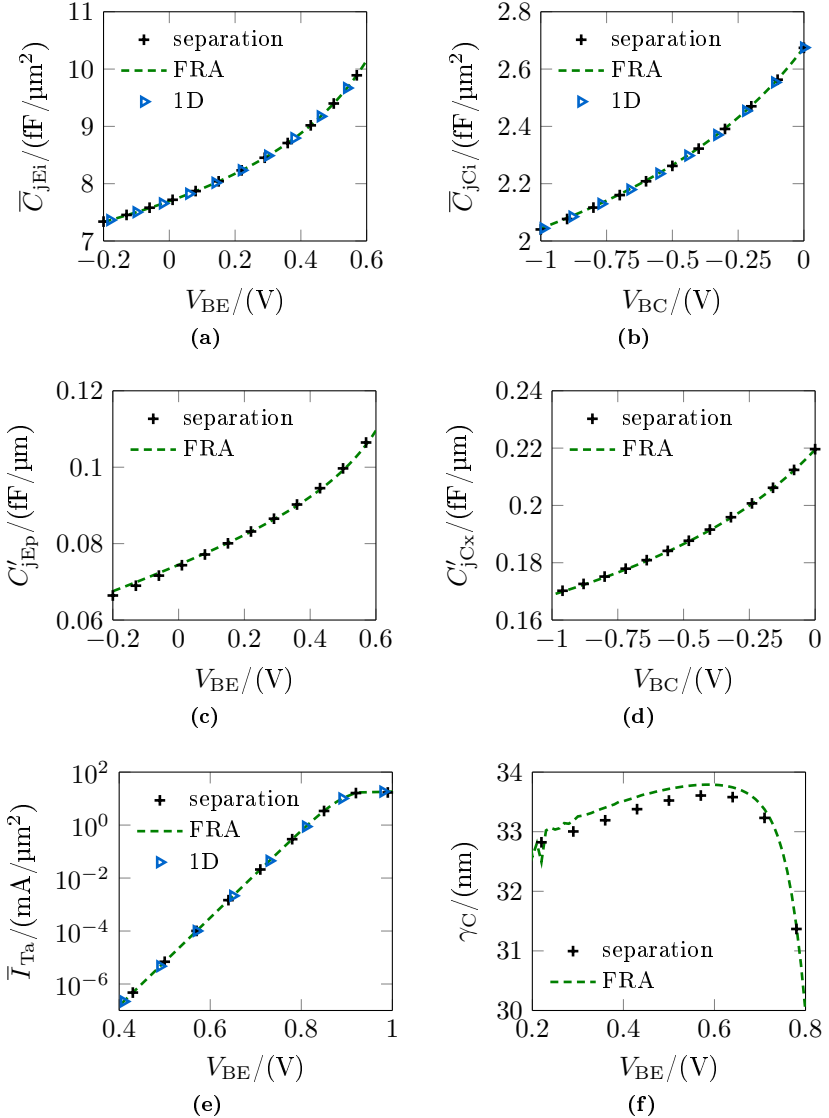 11
10
9
8
7
−0.2 0 0.2 0.4 0.6
C̅jEi/(fF/µm²)
separation
FRA
1D
VBE/(V)
(a)
2.8
2.6
2.4
2.2
2
−1 −0.75 −0.5 −0.25 0
C̅jCi/(fF/µm²)
separation
FRA
1D
VBC/(V)
(b)
0.12
0.1
0.08
0.06
−0.2 0 0.2 0.4 0.6
C′jEp/(fF/µm)
separation
FRA
VBE/(V)
(c)
0.24
0.22
0.2
0.18
0.16
−1 −0.75 −0.5 −0.25 0
C′jCx/(fF/µm)
separation
FRA
VBC/(V)
(d)
10²
10⁰
10⁻²
10⁻⁴
10⁻⁶
0.4 0.6 0.8 1
I̅Ta/(mA/µm²)
separation
FRA
1D
VBE/(V)
(e)
34
33
32
31
30
0.2 0.4 0.6 0.8
γC/(nm)
separation
FRA
VBE/(V)
(f)